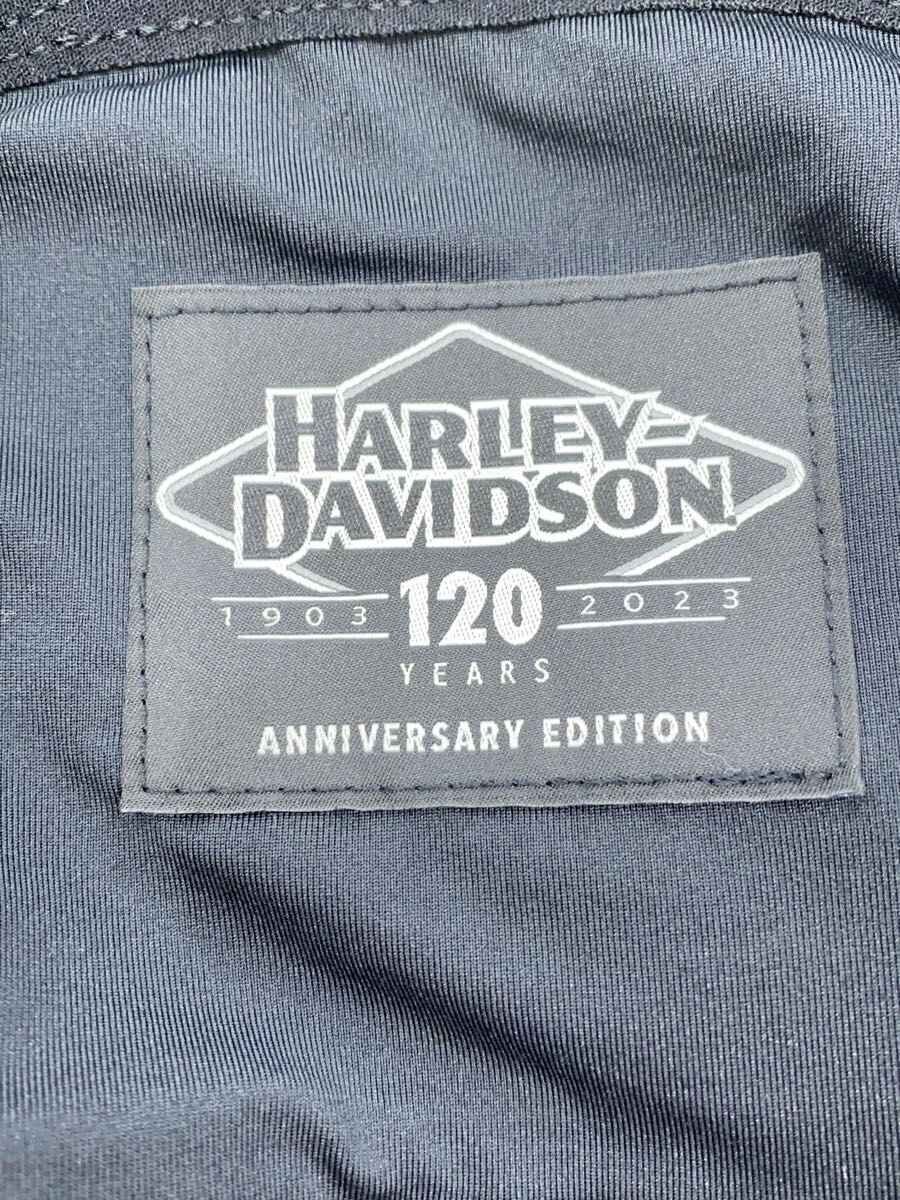 HARLEY-
DAVIDSON
1903 120 2023
YEARS
ANNIVERSARY EDITION